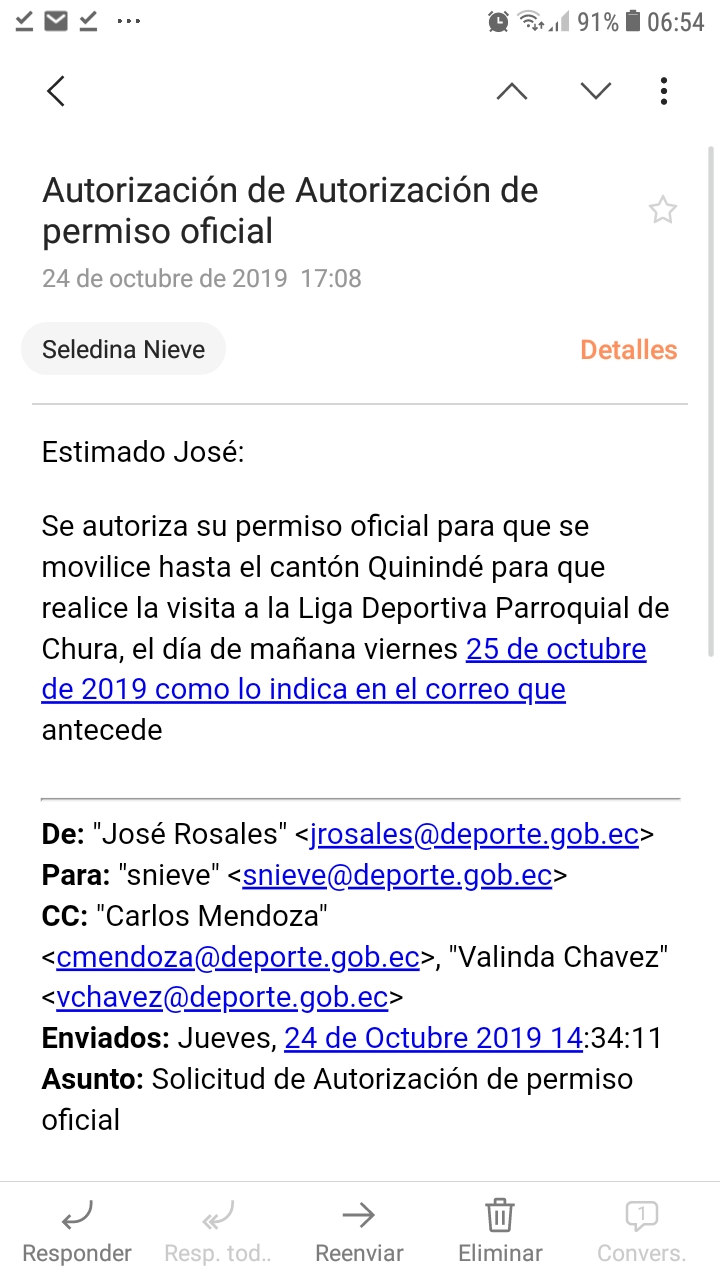 91% 06:54
Autorización de Autorización de
permiso oficial
24 de octubre de 2019 17:08
Seledina Nieve
Detalles
Estimado José:
Se autoriza su permiso oficial para que se
movilice hasta el cantón Quinindé para que
realice la visita a la Liga Deportiva Parroquial de
Chura, el día de mañana viernes 25 de octubre
de 2019 como lo indica en el correo que
antecede
De: "José Rosales" <jrosales@deporte.gob.ec>
Para: "snieve" <snieve@deporte.gob.ec>
CC: "Carlos Mendoza"
<cmendoza@deporte.gob.ec>, "Valinda Chavez"
<vchavez@deporte.gob.ec>
Enviados: Jueves, 24 de Octubre 2019 14:34:11
Asunto: Solicitud de Autorización de permiso
oficial
1
Responder Resp. tod.. Reenviar Eliminar Convers.